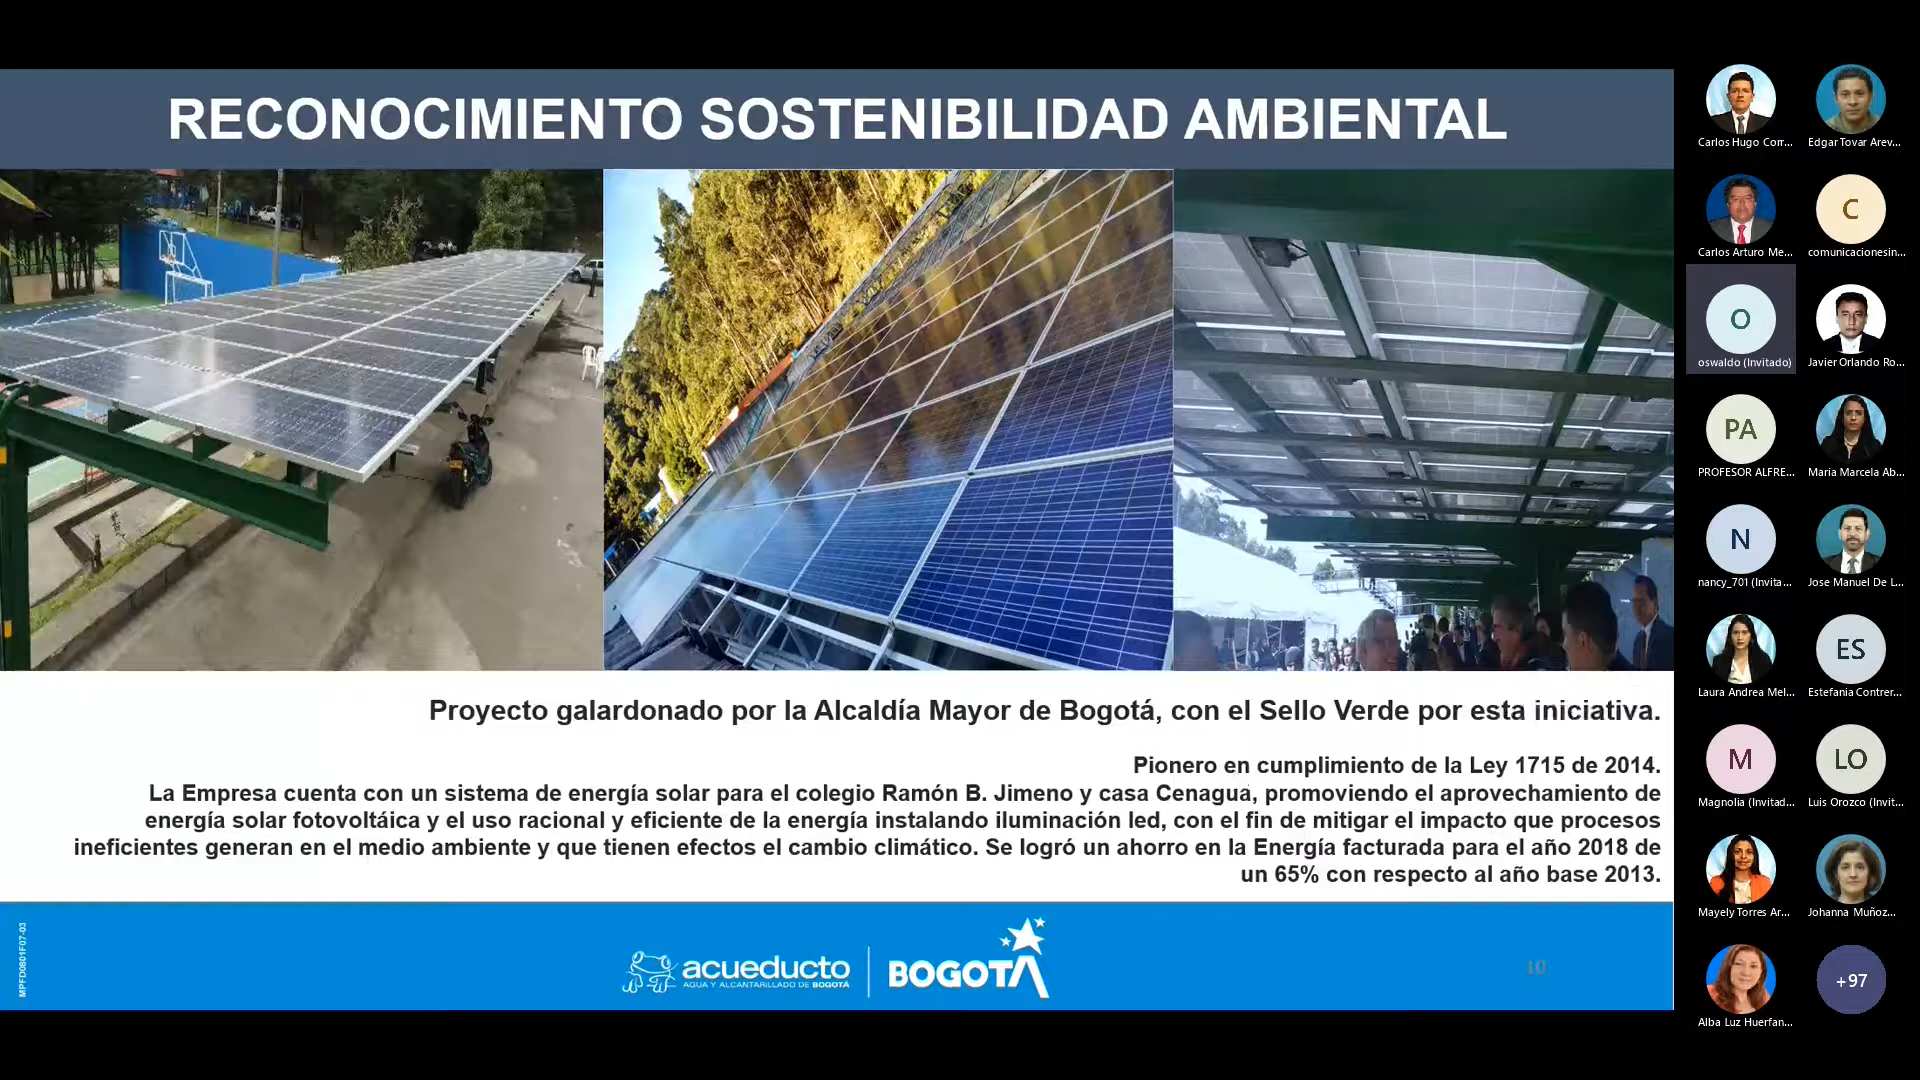 RECONOCIMIENTO SOSTENIBILIDAD AMBIENTAL
Proyecto galardonado por la Alcaldía Mayor de Bogotá, con el Sello Verde por esta iniciativa.
Pionero en cumplimiento de la Ley 1715 de 2014.
La Empresa cuenta con un sistema de energía solar para el colegio Ramón B. Jimeno y casa Cenagua, promoviendo el aprovechamiento de
energía solar fotovoltáica y el uso racional y eficiente de la energía instalando iluminación led, con el fin de mitigar el impacto que procesos
ineficientes generan en el medio ambiente y que tienen efectos el cambio climático. Se logró un ahorro en la Energía facturada para el año 2018 de
un 65% con respecto al año base 2013.
MPFD0801F07-03
acueducto
AGUA Y ALCANTARILLADO DE BOGOTÁ
BOGOTÁ
10
Carlos Hugo Corr...
Edgar Tovar Arev...
Carlos Arturo Me...
C
comunicacionesin...
O
oswaldo (Invitado)
Javier Orlando Ro...
PA
PROFESOR ALFRE...
Maria Marcela Ab...
N
nancy_701 (Invita...
Jose Manuel De L...
Laura Andrea Mel...
ES
Estefania Contrer...
M
Magnolia (Invitad...
LO
Luis Orozco (Invit...
Mayely Torres Ar...
Johanna Muñoz...
Alba Luz Huerfan...
+97